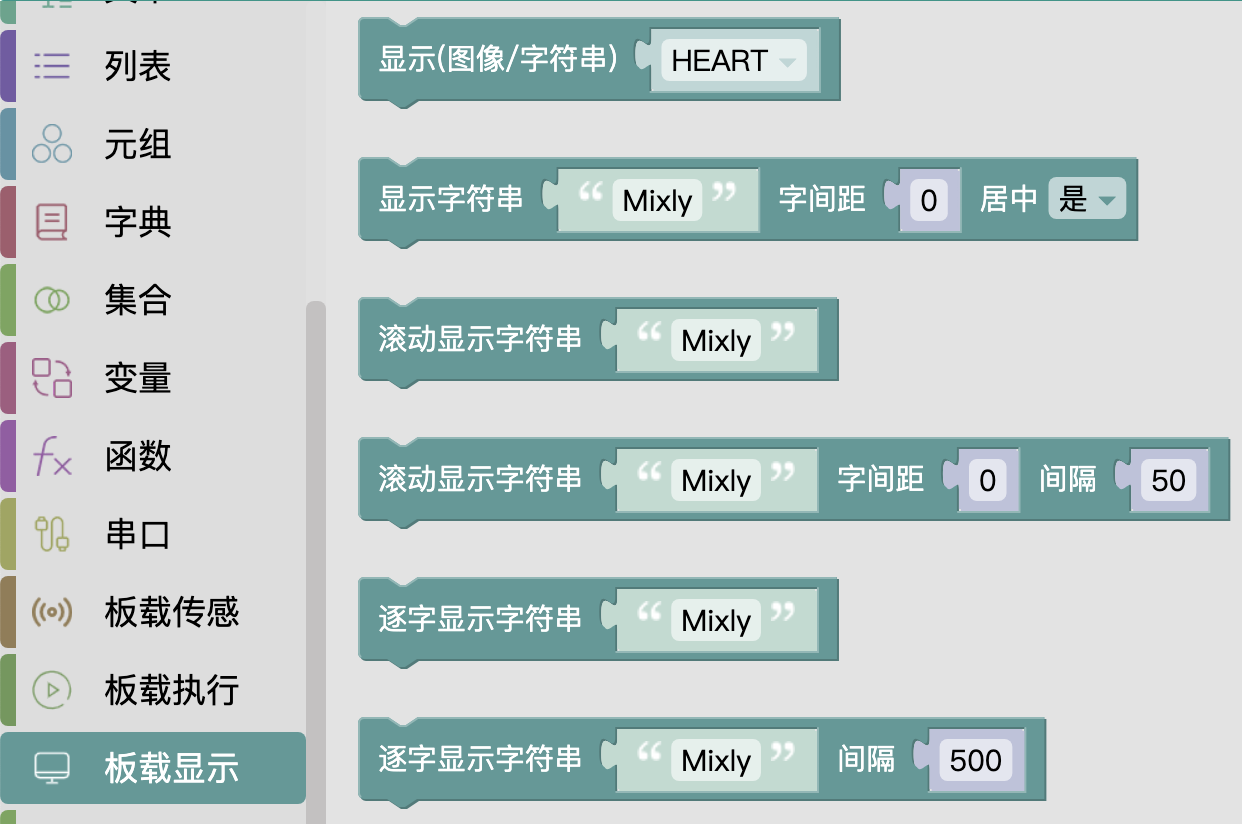 列表
元组
字典
集合
变量
函数
串口
板载传感
板载执行
板载显示
显示(图像/字符串) HEART
显示字符串 “ Mixly ” 字间距 0 居中 是
滚动显示字符串 “ Mixly ”
滚动显示字符串 “ Mixly ” 字间距 0 间隔 50
逐字显示字符串 “ Mixly ”
逐字显示字符串 “ Mixly ” 间隔 500